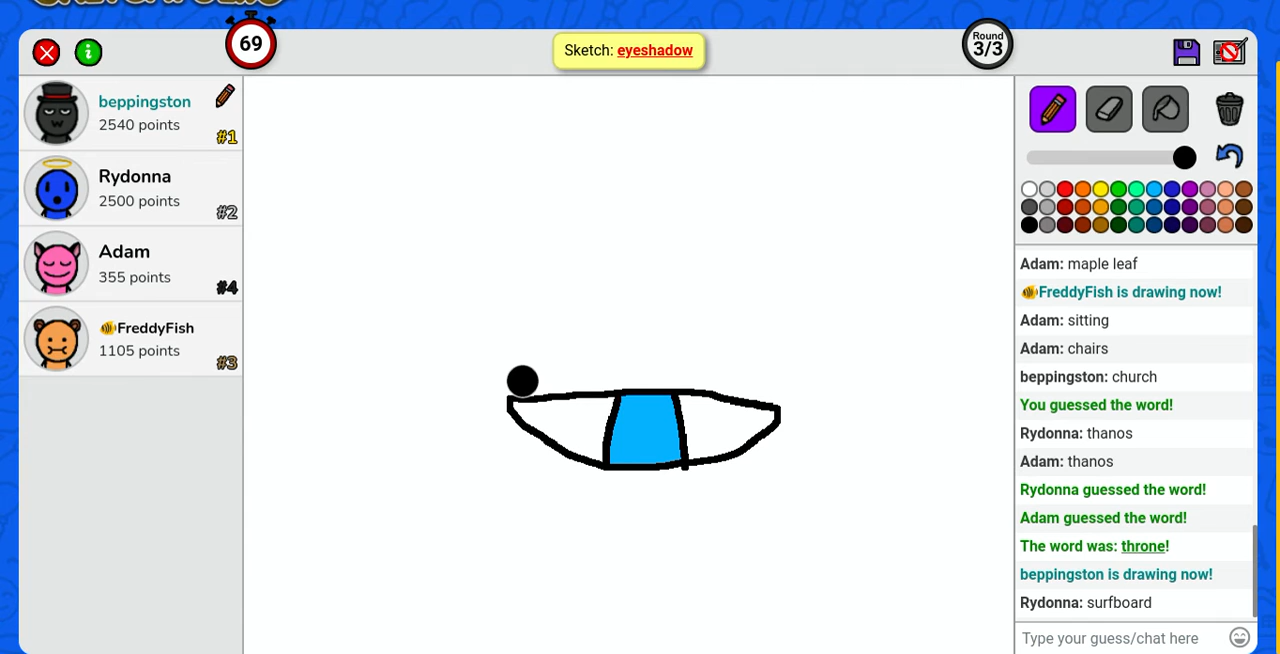 69
Sketch: eyeshadow
Round
3/3
beppingston
2540 points
#1
Rydonna
2500 points
#2
Adam
355 points
#4
FreddyFish
1105 points
#3
Adam: maple leaf
FreddyFish is drawing now!
Adam: sitting
Adam: chairs
beppingston: church
You guessed the word!
Rydonna: thanos
Adam: thanos
Rydonna guessed the word!
Adam guessed the word!
The word was: throne!
beppingston is drawing now!
Rydonna: surfboard
Type your guess/chat here